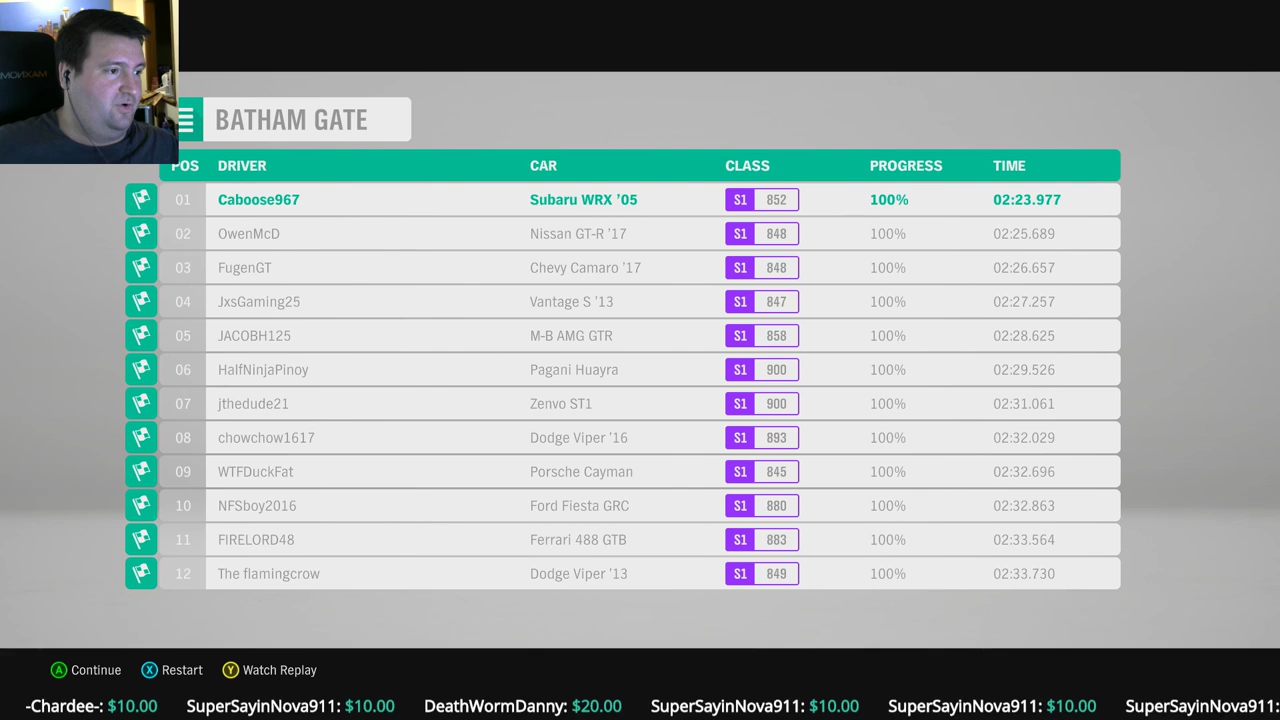 MAXNOM
BATHAM GATE
POS DRIVER CAR CLASS PROGRESS TIME
01 Caboose967 Subaru WRX '05 S1 852 100% 02:23.977
02 OwenMcD Nissan GT-R '17 S1 848 100% 02:25.689
03 FugenGT Chevy Camaro '17 S1 848 100% 02:26.657
04 JxsGaming25 Vantage S '13 S1 847 100% 02:27.257
05 JACOBH125 M-B AMG GTR S1 858 100% 02:28.625
06 HalfNinjaPinoy Pagani Huayra S1 900 100% 02:29.526
07 jthedude21 Zenvo ST1 S1 900 100% 02:31.061
08 chowchow1617 Dodge Viper '16 S1 893 100% 02:32.029
09 WTFDuckFat Porsche Cayman S1 845 100% 02:32.696
10 NFSboy2016 Ford Fiesta GRC S1 880 100% 02:32.863
11 FIRELORD48 Ferrari 488 GTB S1 883 100% 02:33.564
12 The flamingcrow Dodge Viper '13 S1 849 100% 02:33.730
A Continue X Restart Y Watch Replay
-Chardee-: $10.00 SuperSayinNova911: $10.00 DeathWormDanny: $20.00 SuperSayinNova911: $10.00 SuperSayinNova911: $10.00 SuperSayinNova911: